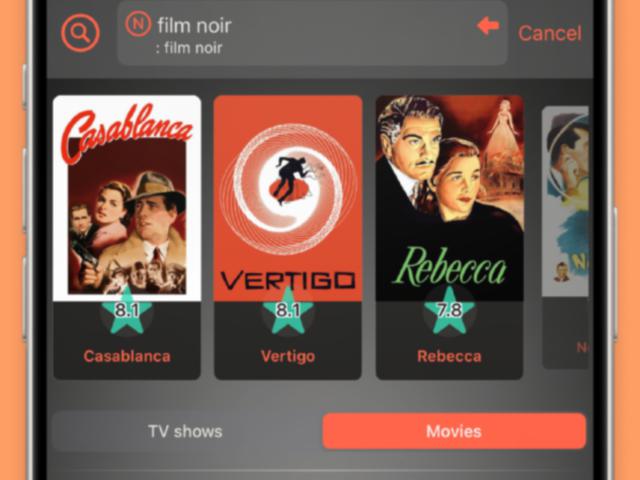 N film noir
: film noir
Cancel
Casablanca
VERTIGO
Rebecca
8.1
8.1
7.8
Casablanca
Vertigo
Rebecca
N
TV shows
Movies